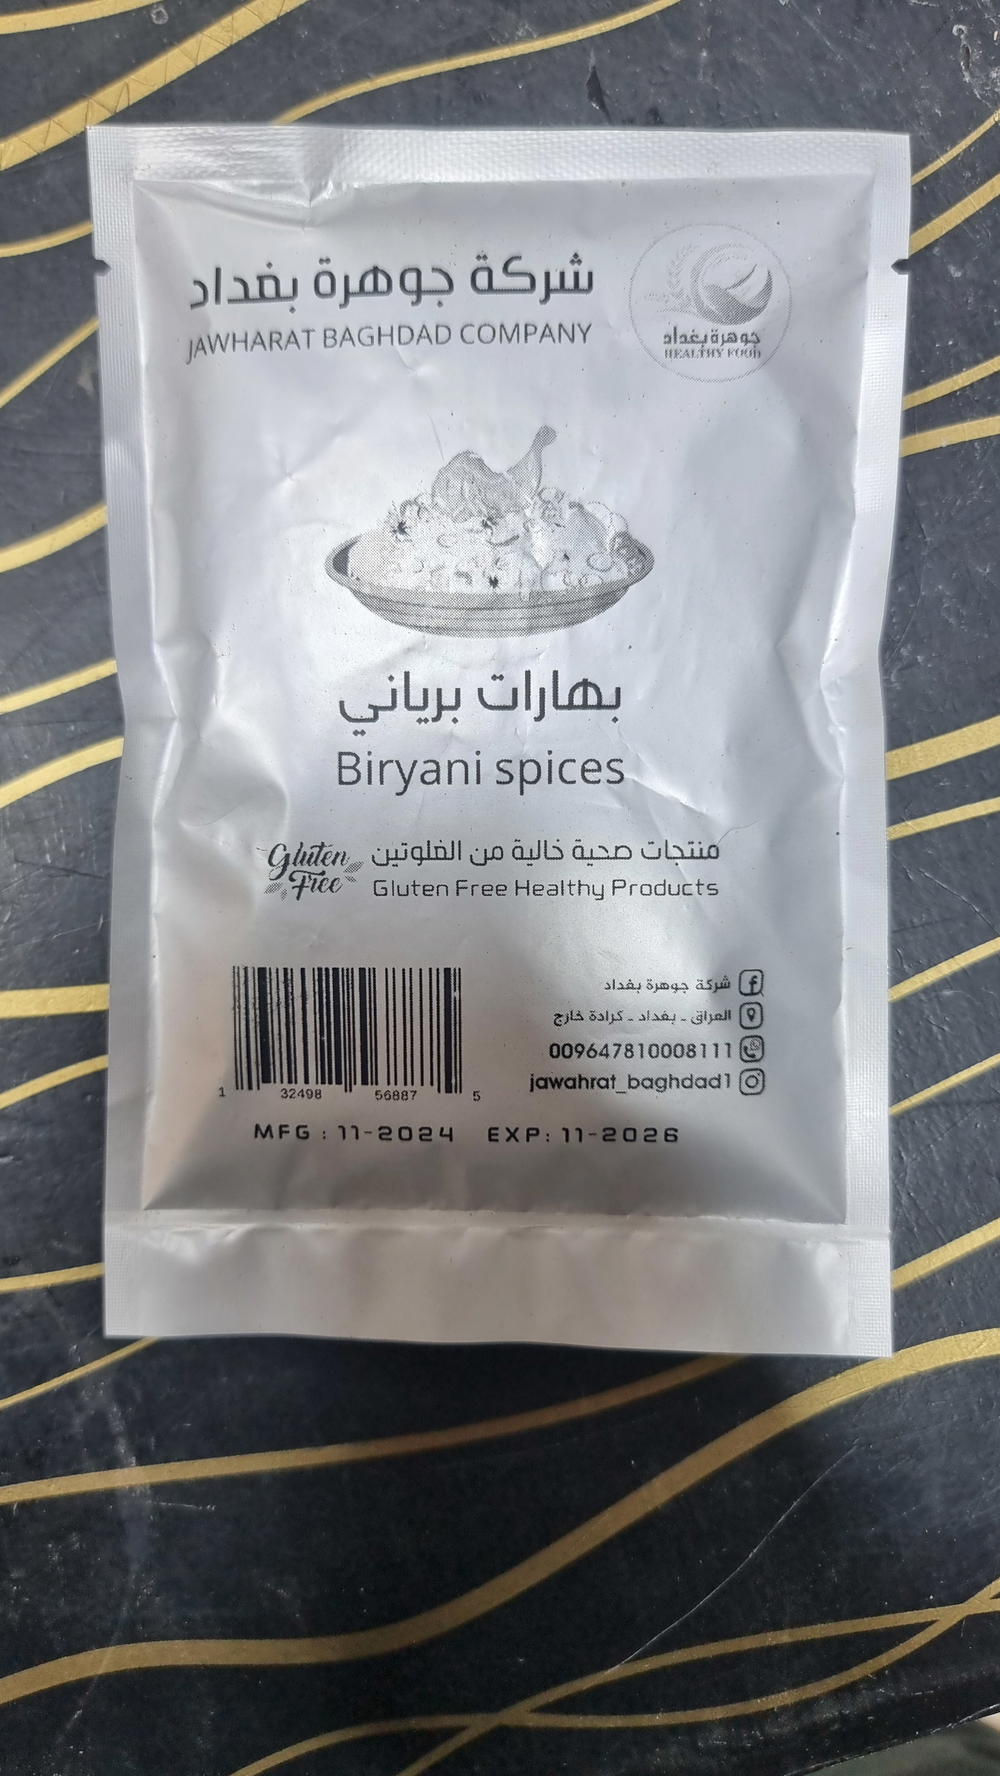 شركة جوهرة بغداد
JAWHARAT BAGHDAD COMPANY
جوهرة بغداد
HEALTHY FOOD
بهارات برياني
Biryani spices
Gluten Free
منتجات صحية خالية من الغلوتين
Gluten Free Healthy Products
شركة جوهرة بغداد
العراق - بغداد - كرادة خارج
009647810008111
jawahrat_baghdad1
1 32498 56887 5
MFG : 11-2024 EXP: 11-2026